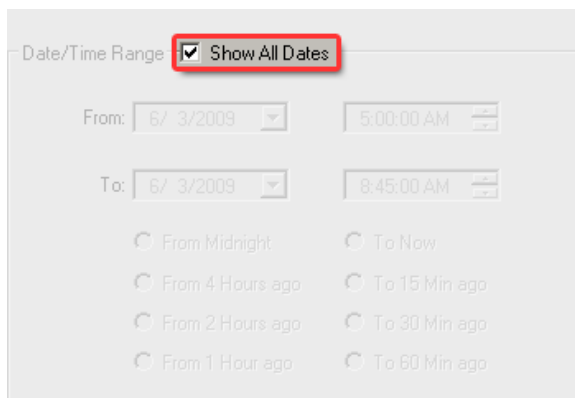 Date/Time Range Show All Dates
From: 6/ 3/2009 5:00:00 AM
To: 6/ 3/2009 8:45:00 AM
From Midnight To Now
From 4 Hours ago To 15 Min ago
From 2 Hours ago To 30 Min ago
From 1 Hour ago To 60 Min ago